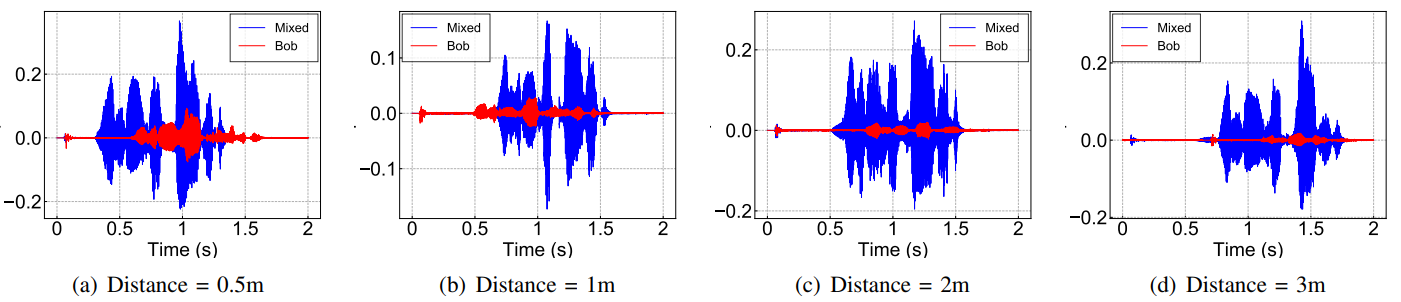 Mixed
Bob
0.2
0.0
−0.2
0 0.5 1 1.5 2
Time (s)
(a) Distance = 0.5m
Mixed
Bob
0.1
0.0
−0.1
0 0.5 1 1.5 2
Time (s)
(b) Distance = 1m
Mixed
Bob
0.2
0.0
−0.2
0 0.5 1 1.5 2
Time (s)
(c) Distance = 2m
Mixed
Bob
0.2
0.0
−0.2
0 0.5 1 1.5 2
Time (s)
(d) Distance = 3m